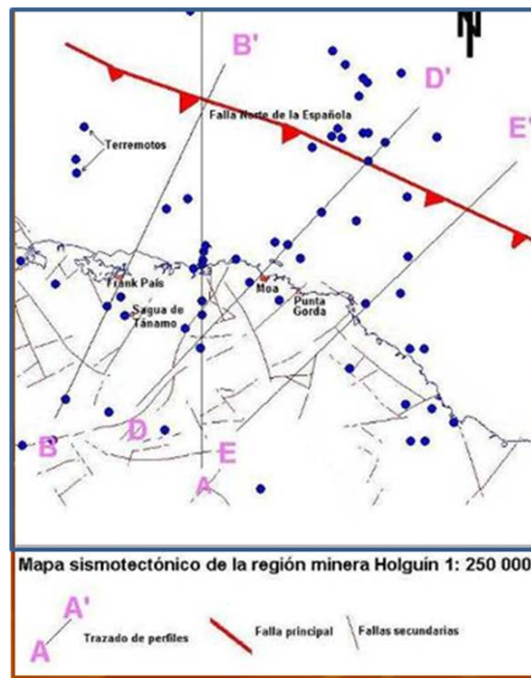 N
B'
D'
Falla Norte de la Española
E'
Terremotos
Frank País
Moa
Punta
Gorda
Sagua de
Tánamo
B
D
E
A
Mapa sismotectónico de la región minera Holguín 1: 250 000
A'
A
Trazado de perfiles
Falla principal
Fallas secundarias